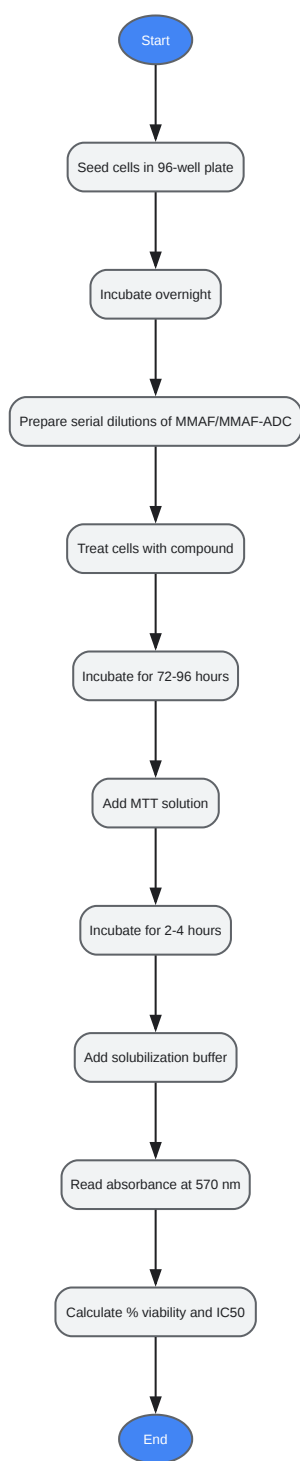 Start
Seed cells in 96-well plate
Incubate overnight
Prepare serial dilutions of MMAF/MMAF-ADC
Treat cells with compound
Incubate for 72-96 hours
Add MTT solution
Incubate for 2-4 hours
Add solubilization buffer
Read absorbance at 570 nm
Calculate % viability and IC50
End